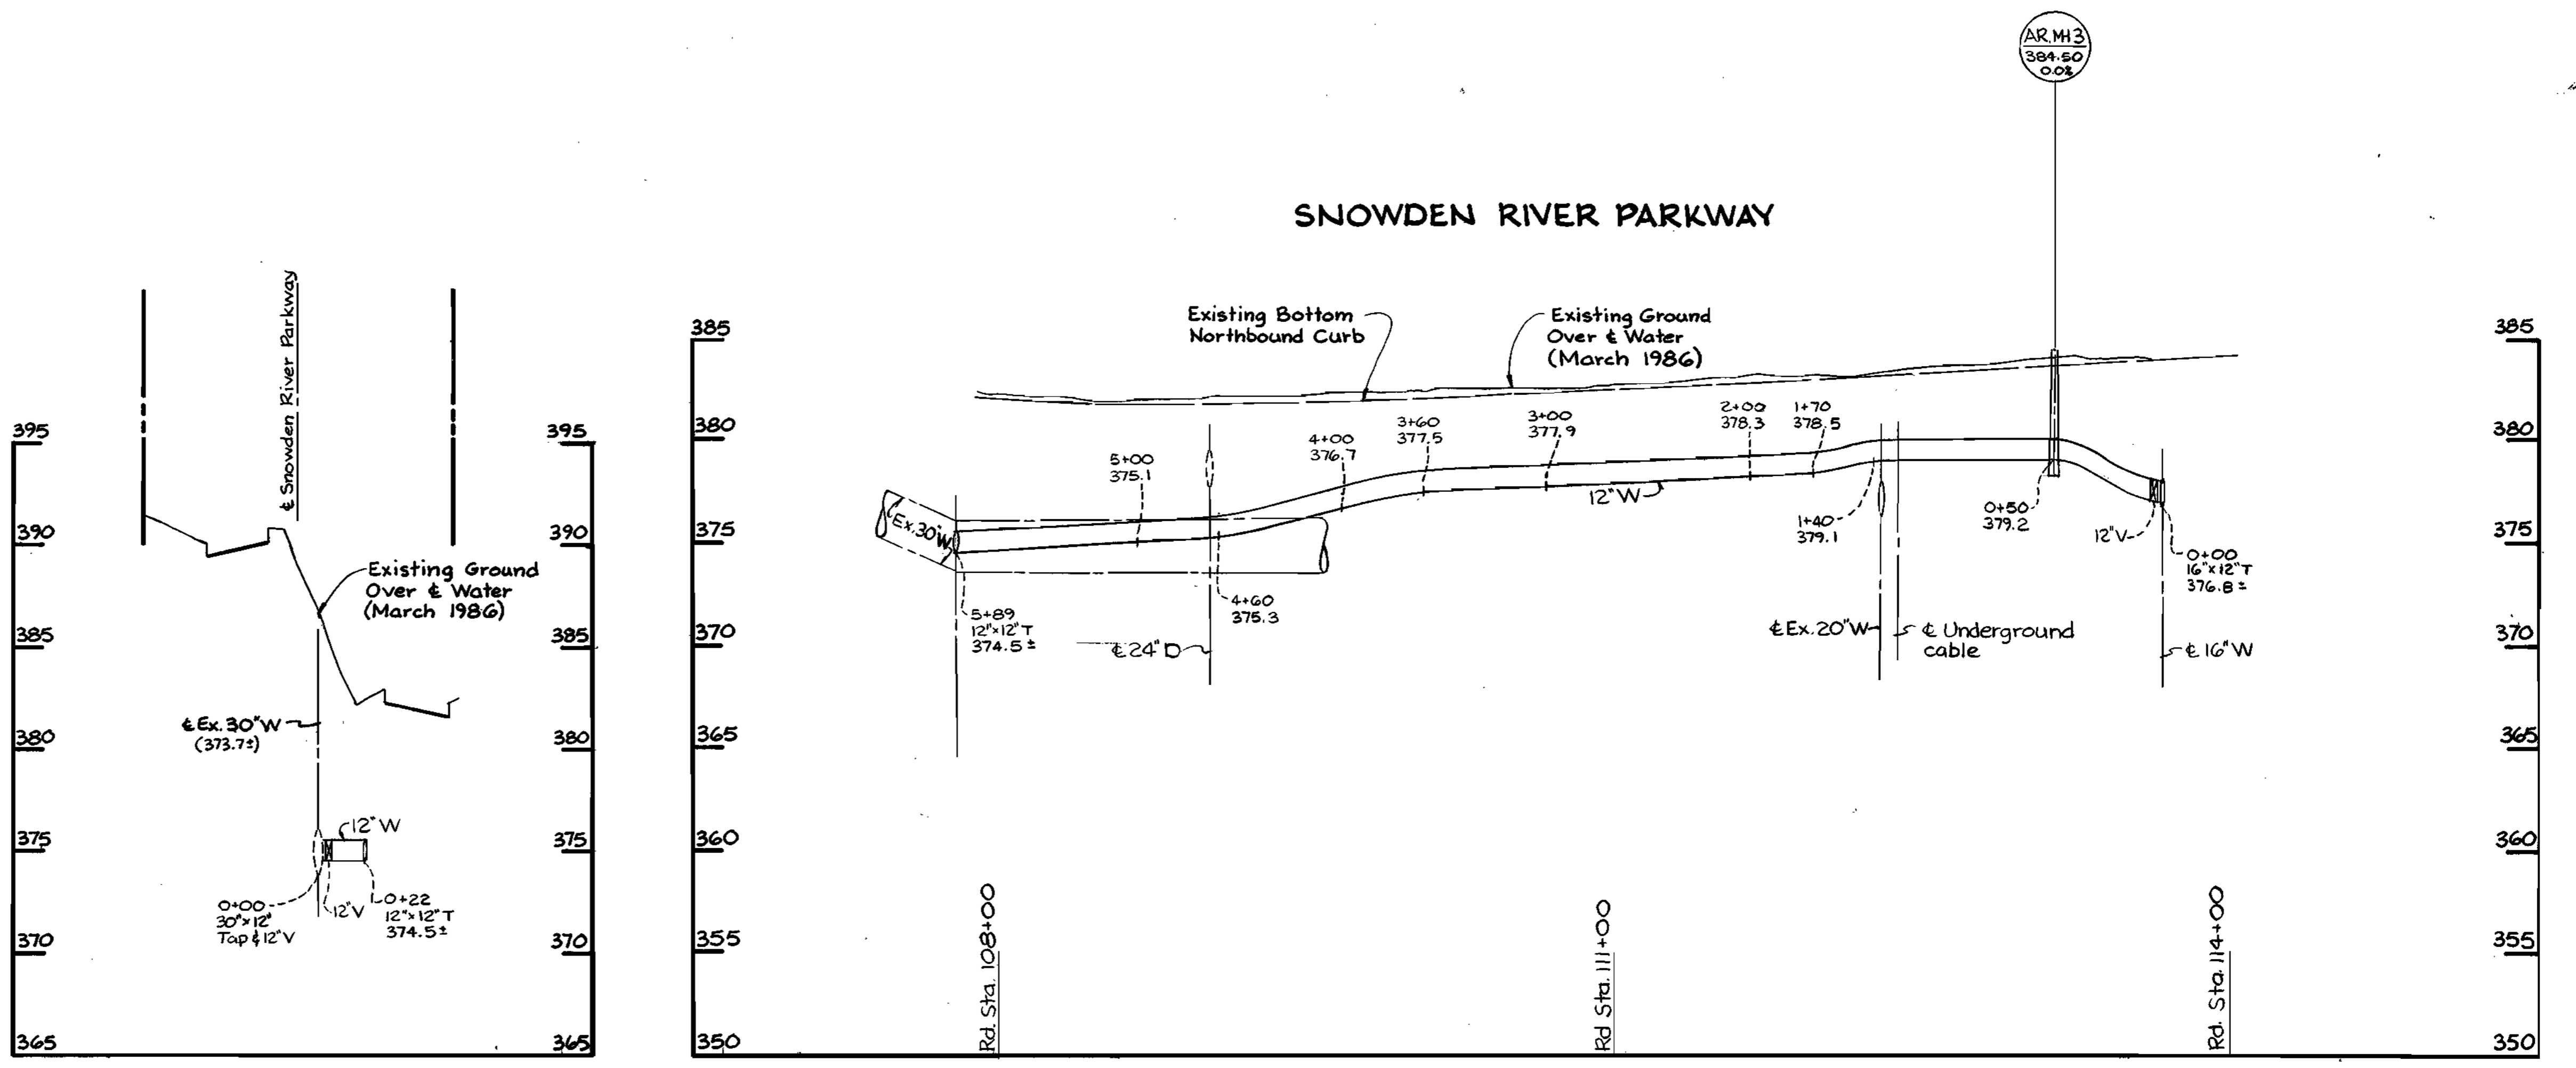 AR.MH3
384.50
0.0%
SNOWDEN RIVER PARKWAY
℄ Snowden River Parkway
395
395
390
390
385
385
380
380
375
375
370
370
365
365
Existing Ground
Over ℄ Water
(March 1986)
℄ Ex. 30"W
(373.7±)
12"W
0+00
30"x12"
Tap & 12"V
12"V
0+22
12"x12"T
374.5±
385
385
380
380
375
375
370
370
365
365
360
360
355
355
350
350
Existing Bottom
Northbound Curb
Existing Ground
Over ℄ Water
(March 1986)
Ex. 30"W
5+00
375.1
4+00
376.7
3+60
377.5
3+00
377.9
2+00
378.3
1+70
378.5
12"W
1+40
379.1
0+50
379.2
12"V
0+00
16"x12"T
376.8±
5+89
12"x12"T
374.5±
4+60
375.3
℄ 24"D
℄ Ex. 20"W
℄ Underground
cable
℄ 16"W
Rd. Sta. 108+00
Rd Sta. 111+00
Rd. Sta. 114+00